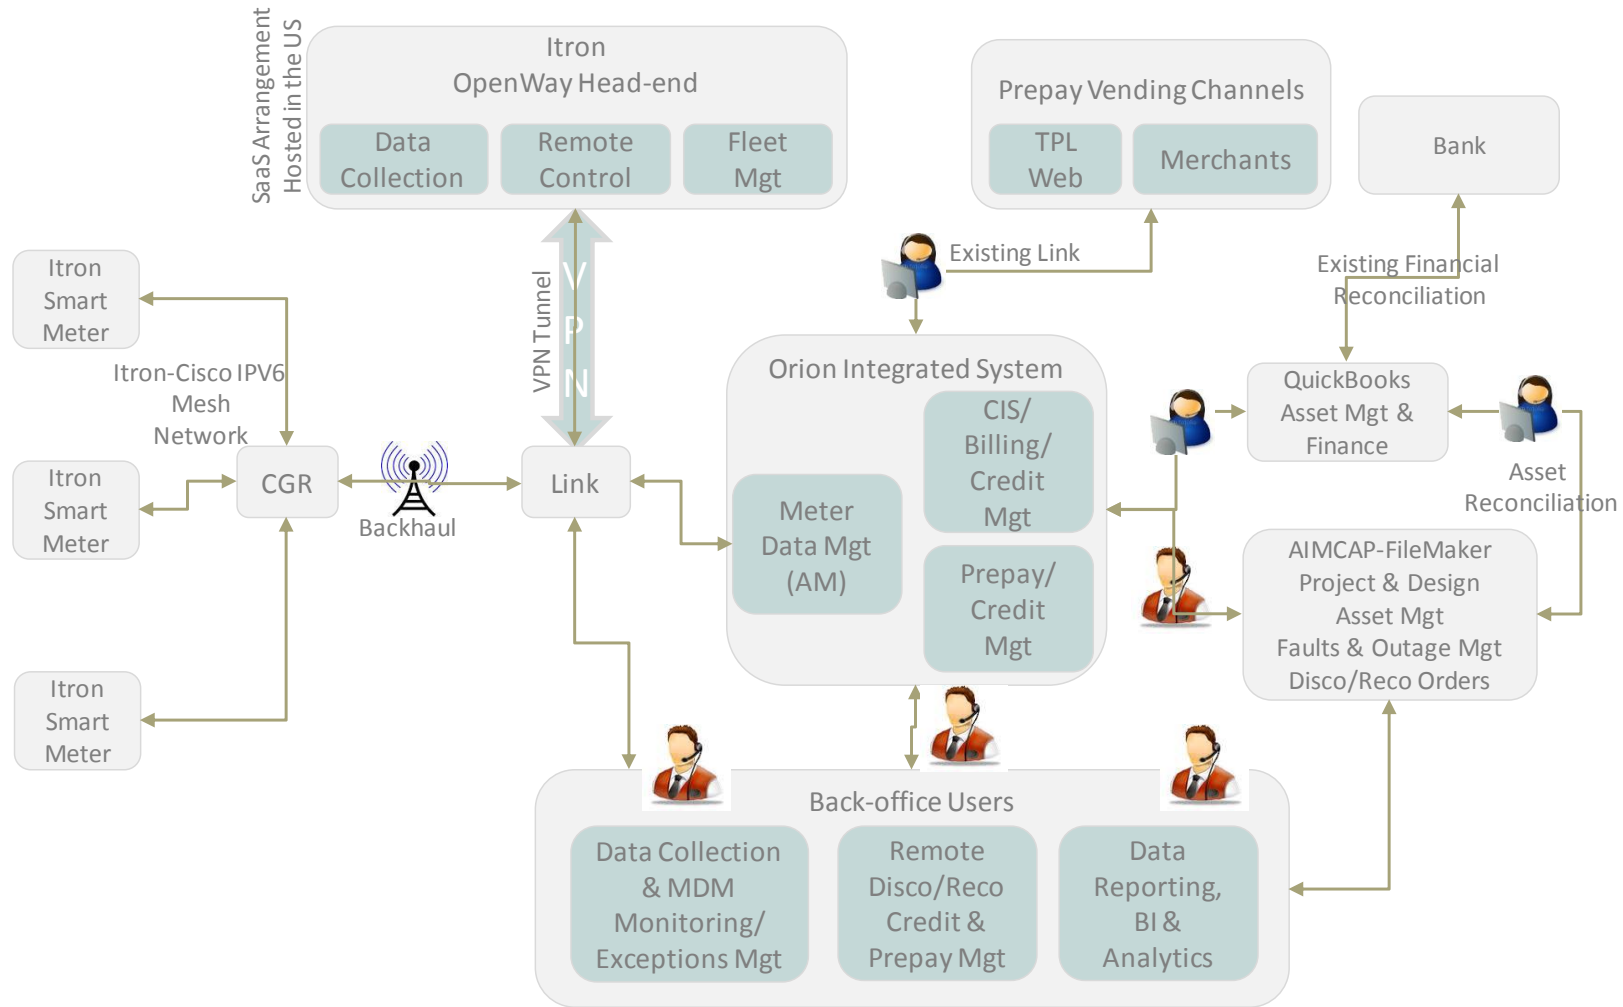 SaaS Arrangement
Hosted in the US
Itron
OpenWay Head-end
Data
Collection
Remote
Control
Fleet
Mgt
Prepay Vending Channels
TPL
Web
Merchants
Bank
Itron
Smart
Meter
VPN Tunnel
V
P
N
Existing Link
Existing Financial
Reconciliation
Itron-Cisco IPV6
Mesh
Network
Orion Integrated System
CIS/
Billing/
Credit
Mgt
Meter
Data Mgt
(AM)
Prepay/
Credit
Mgt
QuickBooks
Asset Mgt &
Finance
Asset
Reconciliation
Itron
Smart
Meter
CGR
Backhaul
Link
AIMCAP-FileMaker
Project & Design
Asset Mgt
Faults & Outage Mgt
Disco/Reco Orders
Itron
Smart
Meter
Back-office Users
Data Collection
& MDM
Monitoring/
Exceptions Mgt
Remote
Disco/Reco
Credit &
Prepay Mgt
Data
Reporting,
BI &
Analytics